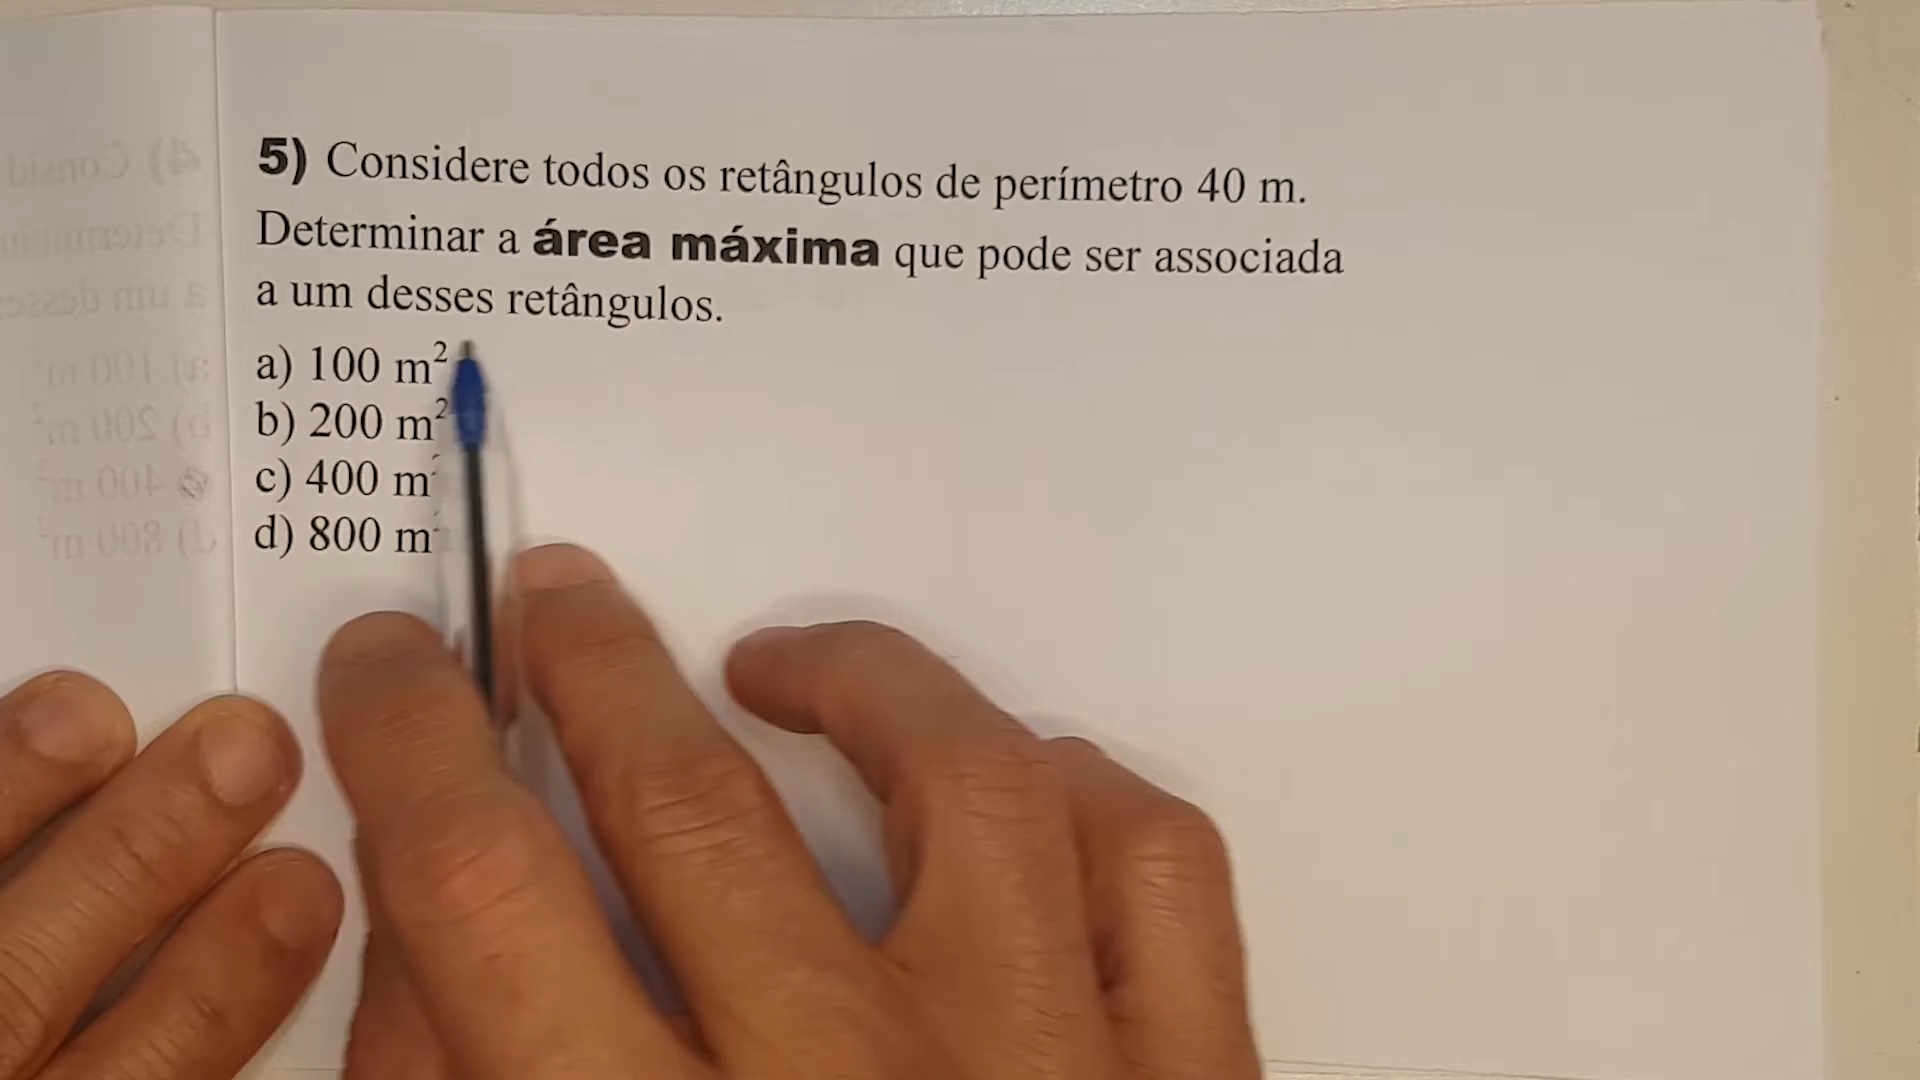 5) Considere todos os retângulos de perímetro 40 m.
Determinar a área máxima que pode ser associada
a um desses retângulos.
a) 100 m²
b) 200 m²
c) 400 m
d) 800 m